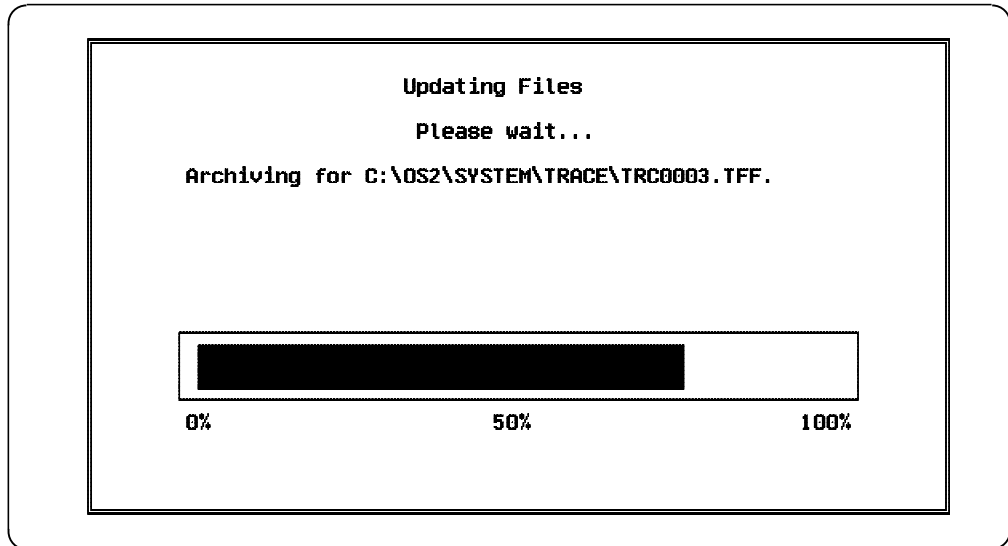 Updating Files
Please wait...
Archiving for C:\OS2\SYSTEM\TRACE\TRC0003.TFF.
0% 50% 100%